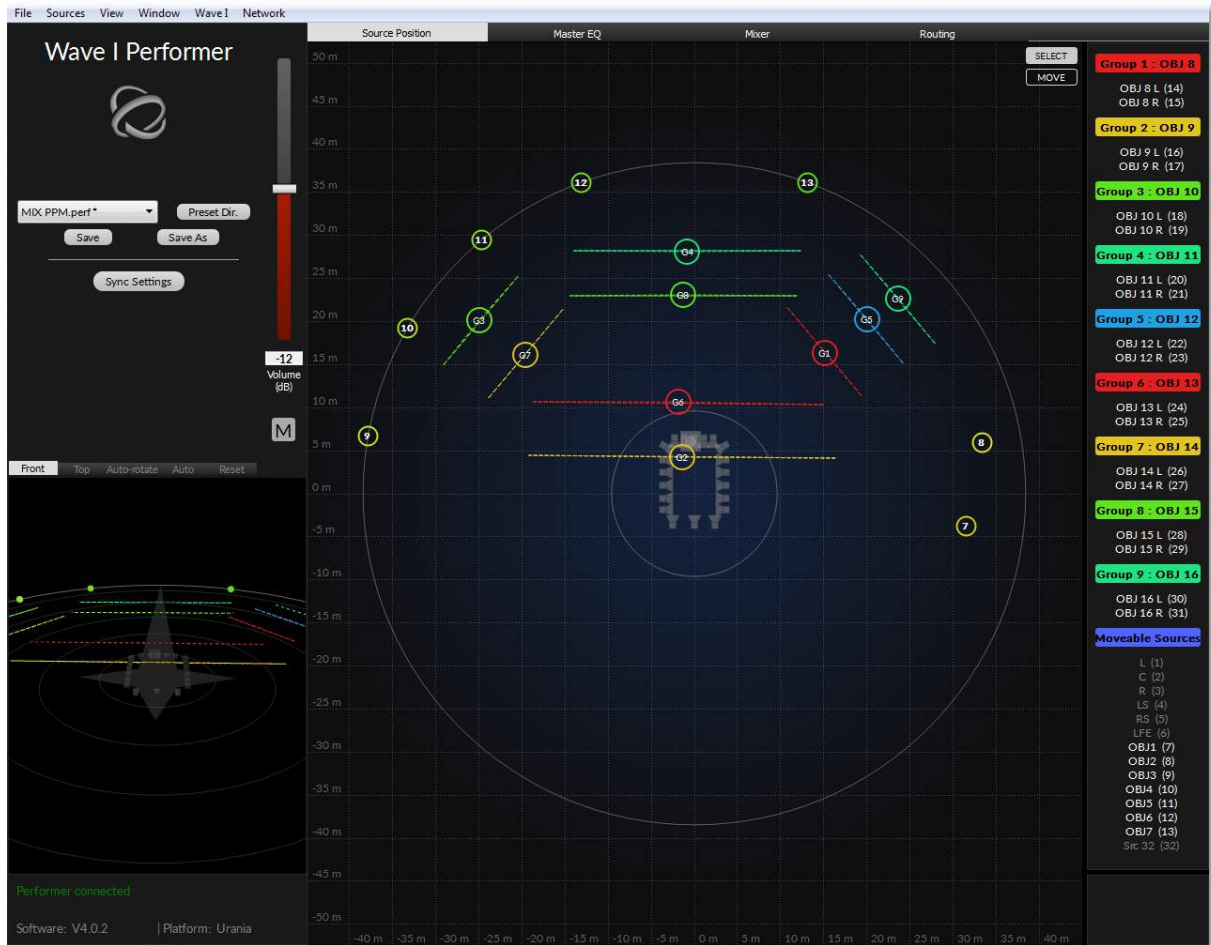 File Sources View Window Wave I Network
Wave I Performer
MIX PPM.perf*
Preset Dir.
Save
Save As
Sync Settings
-12
Volume
(dB)
M
Front Top Auto-rotate Auto Reset
Performer connected
Software: V4.0.2 | Platform: Urania
Source Position Master EQ Mixer Routing
SELECT
MOVE
50 m
45 m
40 m
35 m
30 m
25 m
20 m
15 m
10 m
5 m
0 m
-5 m
-10 m
-15 m
-20 m
-25 m
-30 m
-35 m
-40 m
-45 m
-50 m
12
13
11
G4
G8
G9
10
G3
G5
G7
G1
G6
9
8
G2
7
-40 m -35 m -30 m -25 m -20 m -15 m -10 m -5 m 0 m 5 m 10 m 15 m 20 m 25 m 30 m 35 m 40 m
Group 1 : OBJ 8
OBJ 8 L (14)
OBJ 8 R (15)
Group 2 : OBJ 9
OBJ 9 L (16)
OBJ 9 R (17)
Group 3 : OBJ 10
OBJ 10 L (18)
OBJ 10 R (19)
Group 4 : OBJ 11
OBJ 11 L (20)
OBJ 11 R (21)
Group 5 : OBJ 12
OBJ 12 L (22)
OBJ 12 R (23)
Group 6 : OBJ 13
OBJ 13 L (24)
OBJ 13 R (25)
Group 7 : OBJ 14
OBJ 14 L (26)
OBJ 14 R (27)
Group 8 : OBJ 15
OBJ 15 L (28)
OBJ 15 R (29)
Group 9 : OBJ 16
OBJ 16 L (30)
OBJ 16 R (31)
Moveable Sources
L (1)
C (2)
R (3)
LS (4)
RS (5)
LFE (6)
OBJ1 (7)
OBJ2 (8)
OBJ3 (9)
OBJ4 (10)
OBJ5 (11)
OBJ6 (12)
OBJ7 (13)
Src 32 (32)